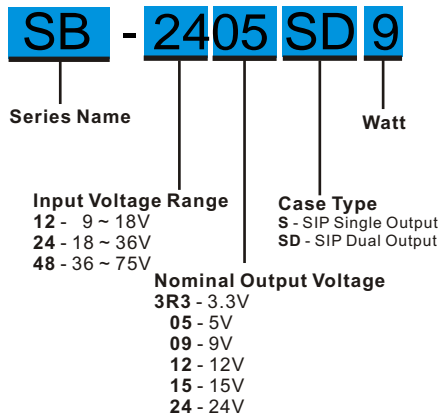 SB - 2405 SD 9
Series Name
Watt
Input Voltage Range
12 - 9 ~ 18V
24 - 18 ~ 36V
48 - 36 ~ 75V
Case Type
S - SIP Single Output
SD - SIP Dual Output
Nominal Output Voltage
3R3 - 3.3V
05 - 5V
09 - 9V
12 - 12V
15 - 15V
24 - 24V